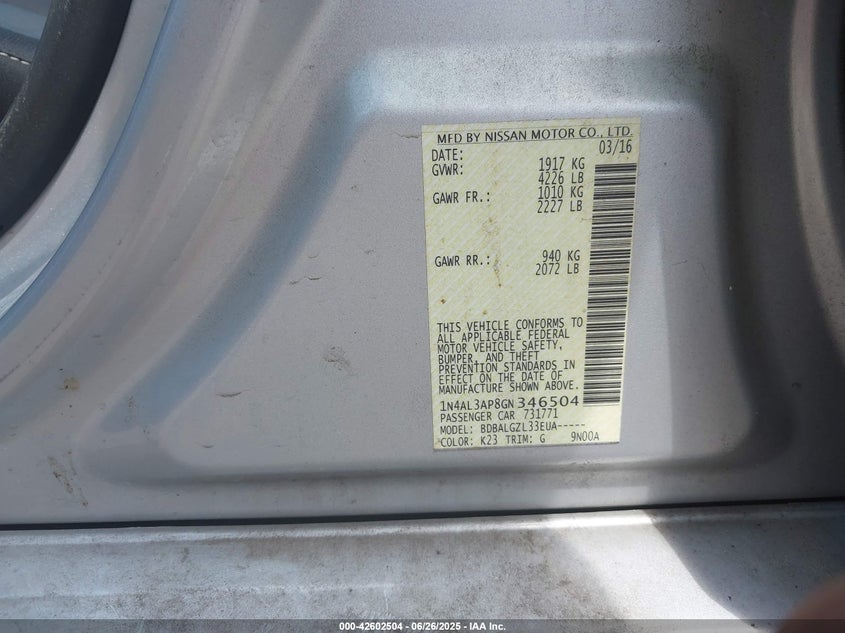 MFD BY NISSAN MOTOR CO., LTD.
DATE: 03/16
GVWR: 1917 KG
4226 LB
GAWR FR.: 1010 KG
2227 LB
GAWR RR.: 940 KG
2072 LB
THIS VEHICLE CONFORMS TO
ALL APPLICABLE FEDERAL
MOTOR VEHICLE SAFETY,
BUMPER, AND THEFT
PREVENTION STANDARDS IN
EFFECT ON THE DATE OF
MANUFACTURE SHOWN ABOVE.
1N4AL3AP8GN 346504
PASSENGER CAR 731771
MODEL: BDBALGZL33EUA-----
COLOR: K23 TRIM: G 9N00A
000-42602504 - 06/26/2025 - IAA Inc.